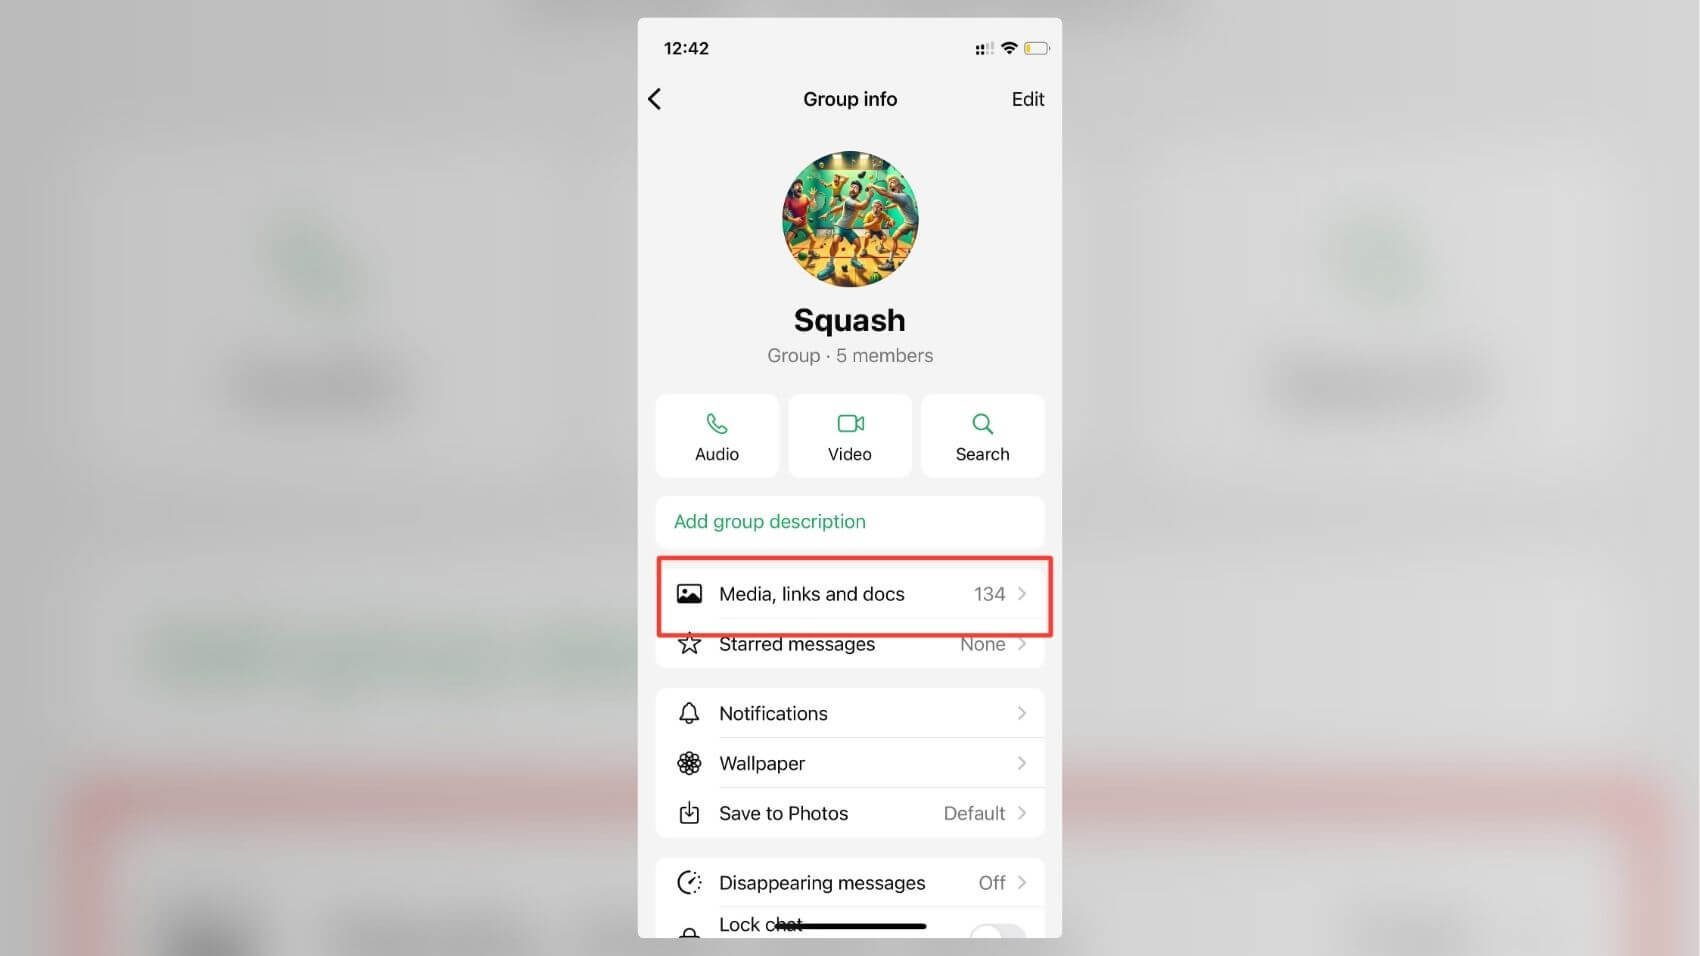 12:42
Group info
Edit
Squash
Group · 5 members
Audio
Video
Search
Add group description
Media, links and docs 134
Starred messages None
Notifications
Wallpaper
Save to Photos Default
Disappearing messages Off
Lock chat